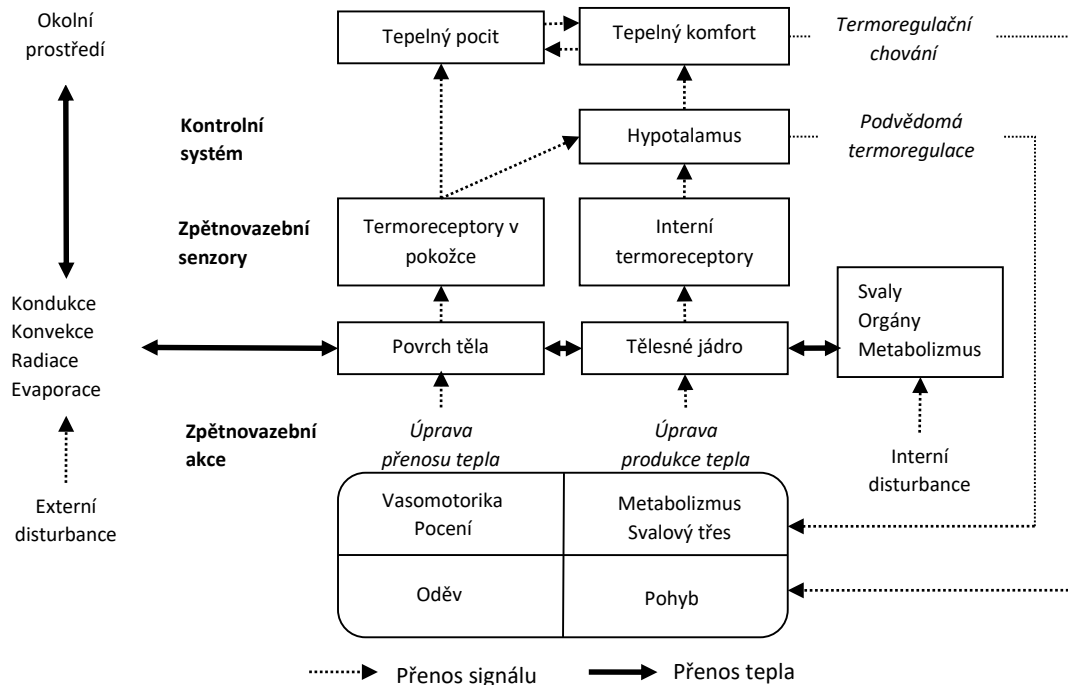 Okolní
prostředí
Tepelný pocit
Tepelný komfort
Termoregulační
chování
Kontrolní
systém
Hypotalamus
Podvědomá
termoregulace
Zpětnovazební
senzory
Termoreceptory v
pokožce
Interní
termoreceptory
Kondukce
Konvekce
Radiace
Evaporace
Povrch těla
Tělesné jádro
Svaly
Orgány
Metabolizmus
Zpětnovazební
akce
Úprava
přenosu tepla
Úprava
produkce tepla
Interní
disturbance
Externí
disturbance
Vasomotorika
Pocení
Metabolizmus
Svalový třes
Oděv
Pohyb
Přenos signálu
Přenos tepla